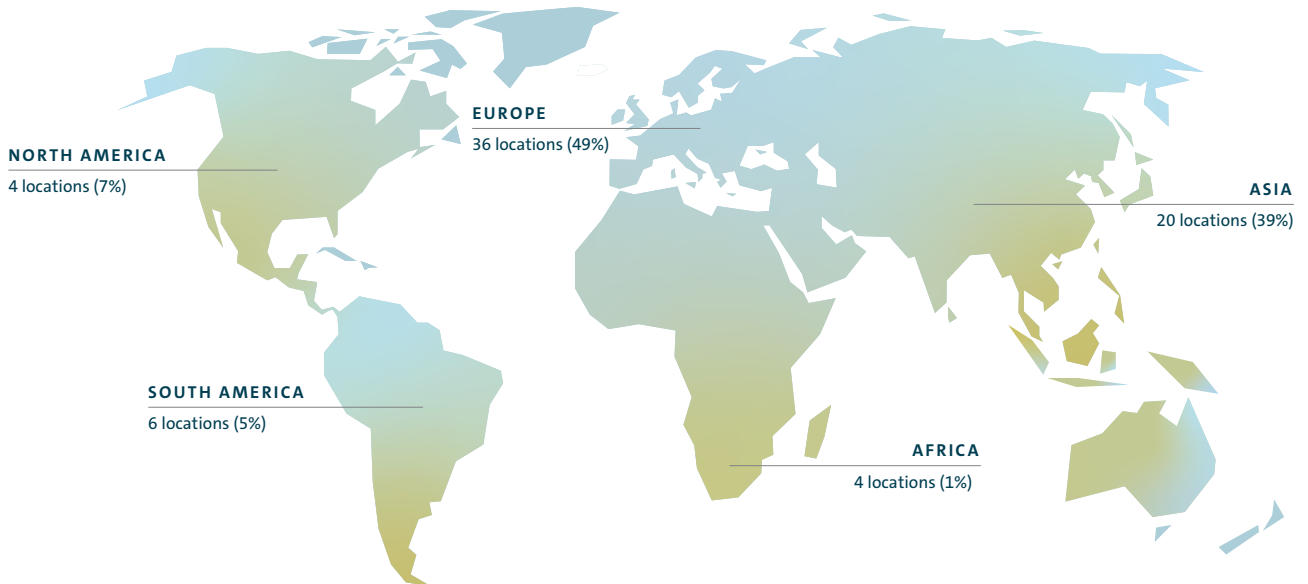 EUROPE
36 locations (49%)
NORTH AMERICA
4 locations (7%)
ASIA
20 locations (39%)
SOUTH AMERICA
6 locations (5%)
AFRICA
4 locations (1%)